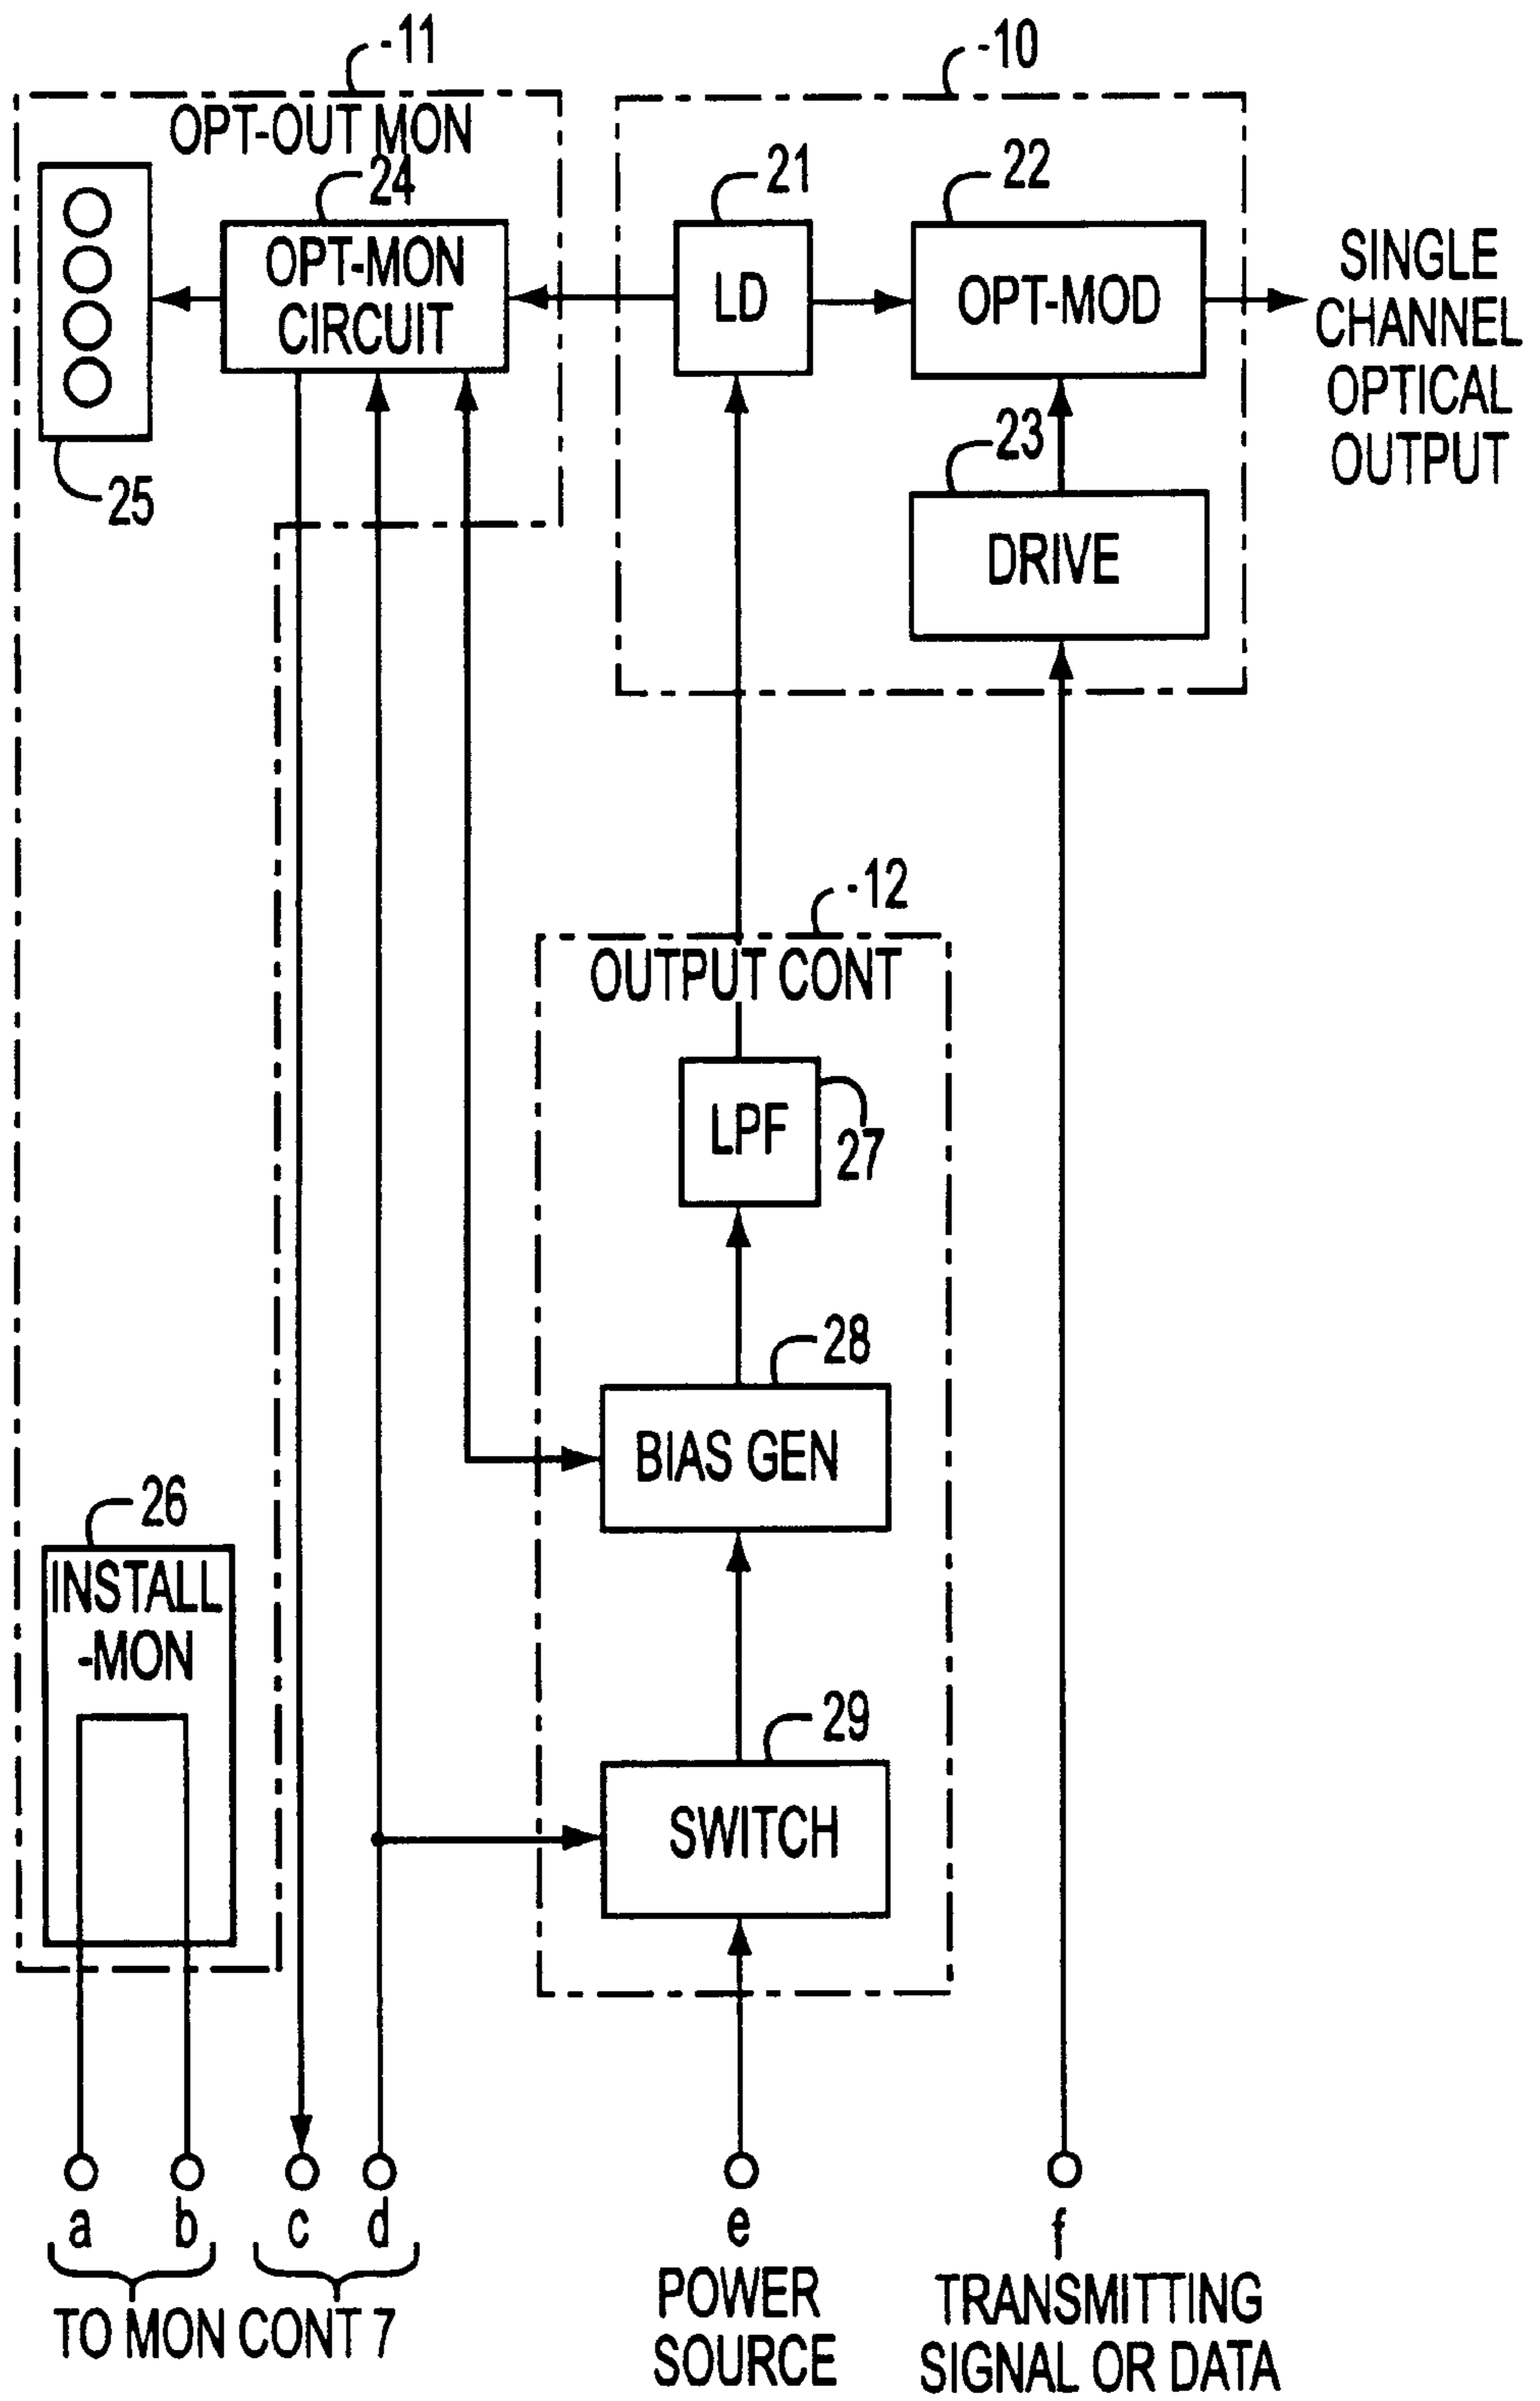 -11
-10
OPT-OUT MON
24
21
22
OPT-MON
CIRCUIT
LD
OPT-MOD
SINGLE
CHANNEL
OPTICAL
OUTPUT
25
23
DRIVE
-12
OUTPUT CONT
LPF
27
28
BIAS GEN
26
INSTALL
-MON
29
SWITCH
a b c d e f
TO MON CONT 7
POWER
SOURCE
TRANSMITTING
SIGNAL OR DATA